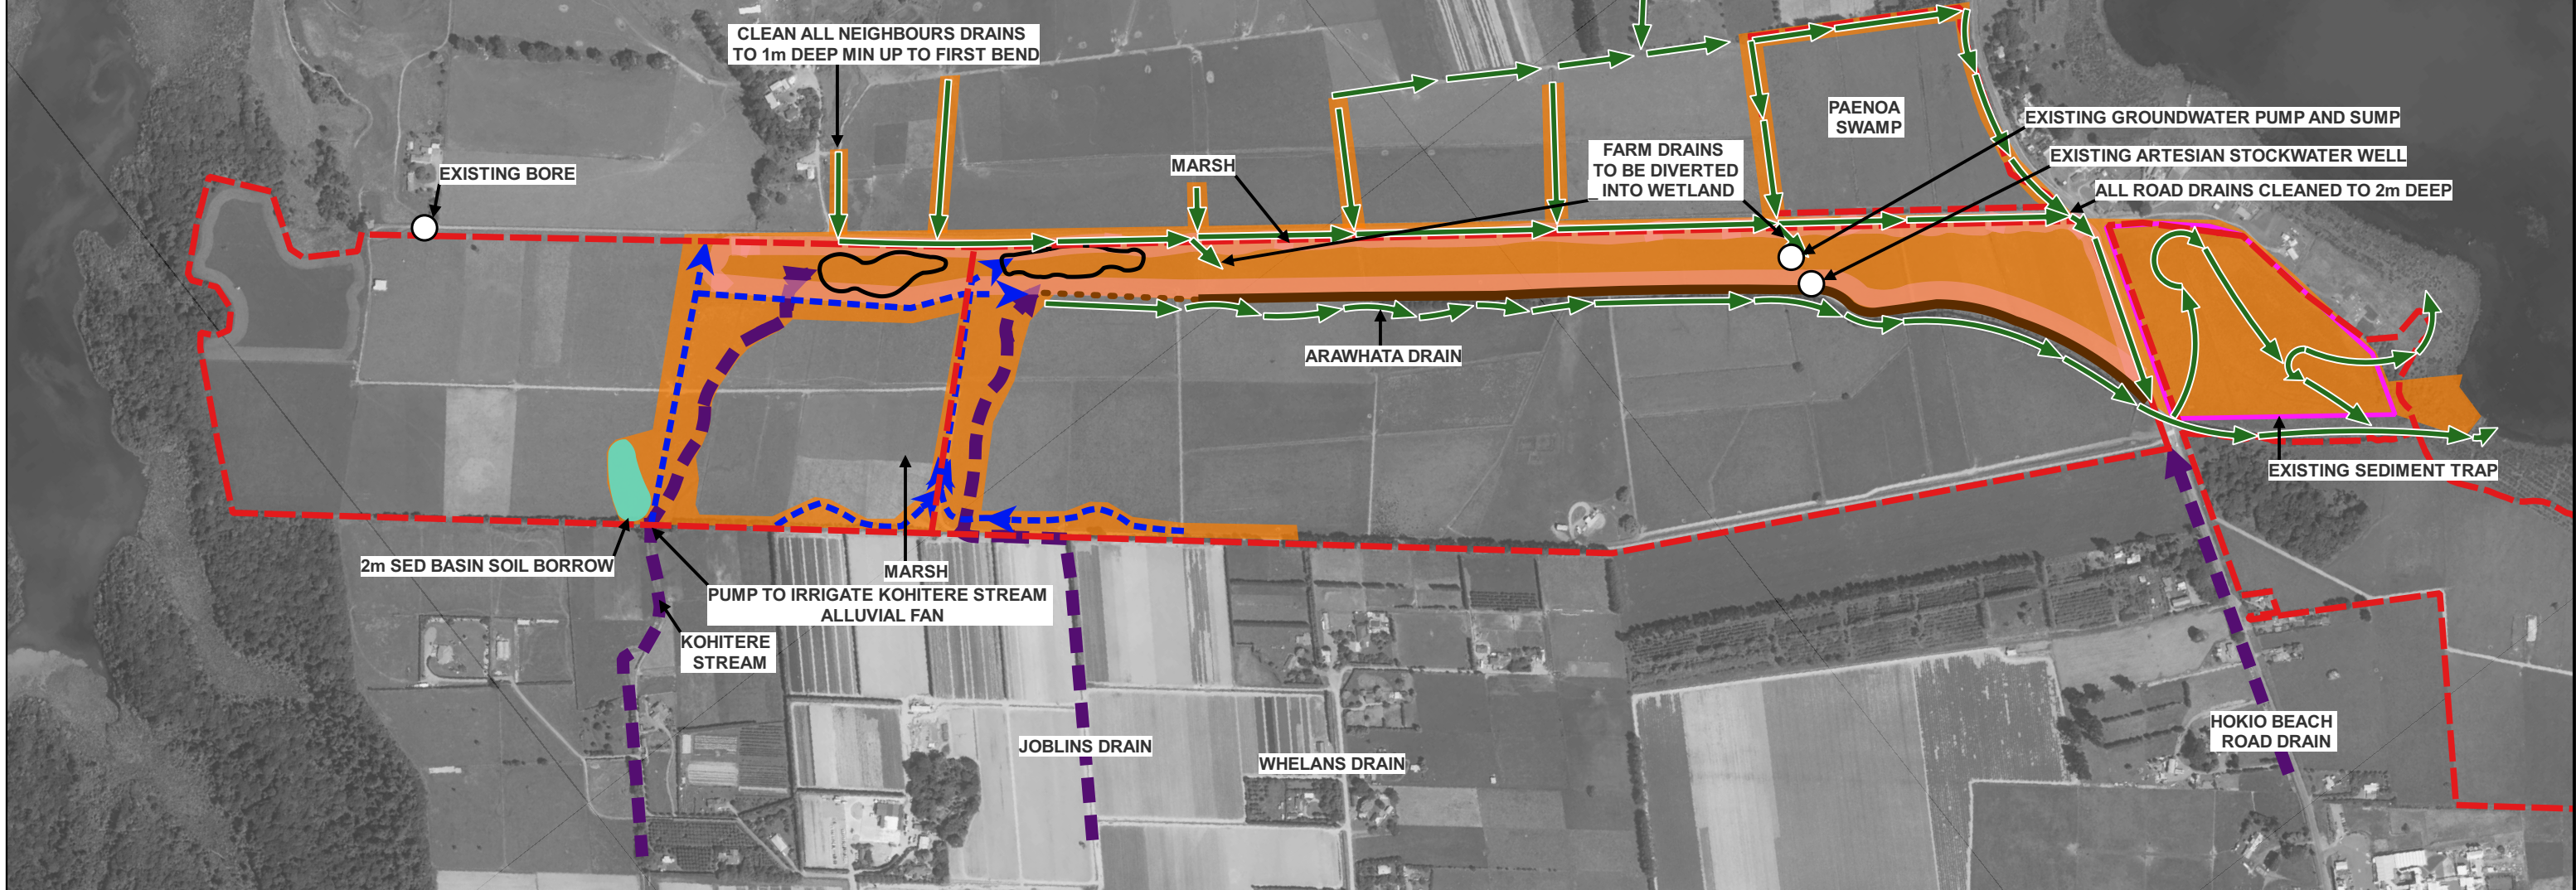 CLEAN ALL NEIGHBOURS DRAINS
TO 1m DEEP MIN UP TO FIRST BEND
PAENOA
SWAMP
EXISTING GROUNDWATER PUMP AND SUMP
FARM DRAINS
TO BE DIVERTED
INTO WETLAND
EXISTING ARTESIAN STOCKWATER WELL
MARSH
EXISTING BORE
ALL ROAD DRAINS CLEANED TO 2m DEEP
ARAWHATA DRAIN
EXISTING SEDIMENT TRAP
2m SED BASIN SOIL BORROW
MARSH
PUMP TO IRRIGATE KOHITERE STREAM
ALLUVIAL FAN
KOHITERE
STREAM
JOBLINS DRAIN
WHELANS DRAIN
HOKIO BEACH
ROAD DRAIN